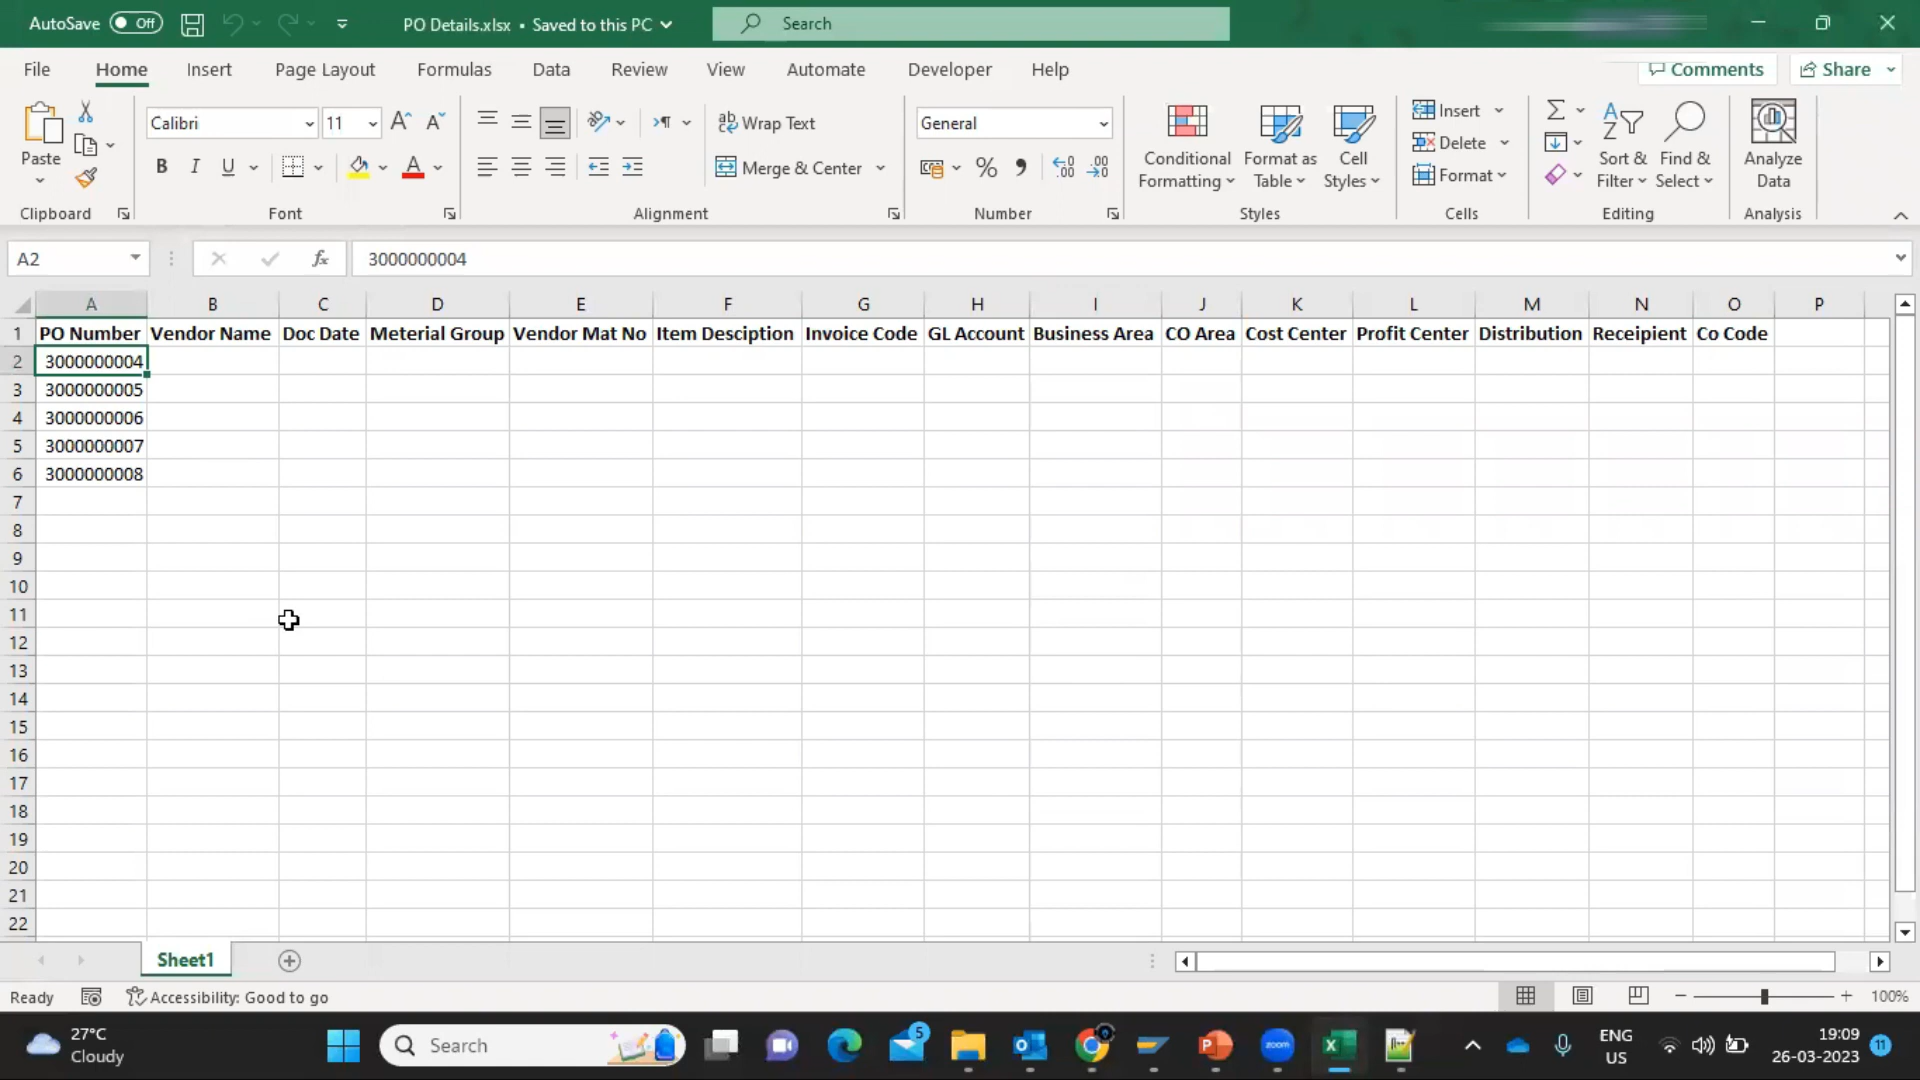 AutoSave Off PO Details.xlsx • Saved to this PC Search
File Home Insert Page Layout Formulas Data Review View Automate Developer Help Comments Share
Paste
Clipboard
Calibri 11
B I U
Font
Wrap Text
Merge & Center
Alignment
General
Number
Conditional Formatting
Format as Table
Cell Styles
Styles
Insert
Delete
Format
Cells
Sort & Filter
Find & Select
Editing
Analyze Data
Analysis
A2 fx 3000000004
A B C D E F G H I J K L M N O P
1 PO Number Vendor Name Doc Date Meterial Group Vendor Mat No Item Desciption Invoice Code GL Account Business Area CO Area Cost Center Profit Center Distribution Receipient Co Code
2 3000000004
3 3000000005
4 3000000006
5 3000000007
6 3000000008
7
8
9
10
11
12
13
14
15
16
17
18
19
20
21
22
Sheet1
Ready Accessibility: Good to go 100%
27°C
Cloudy
Search
5
zoom
ENG
US
19:09
26-03-2023
11